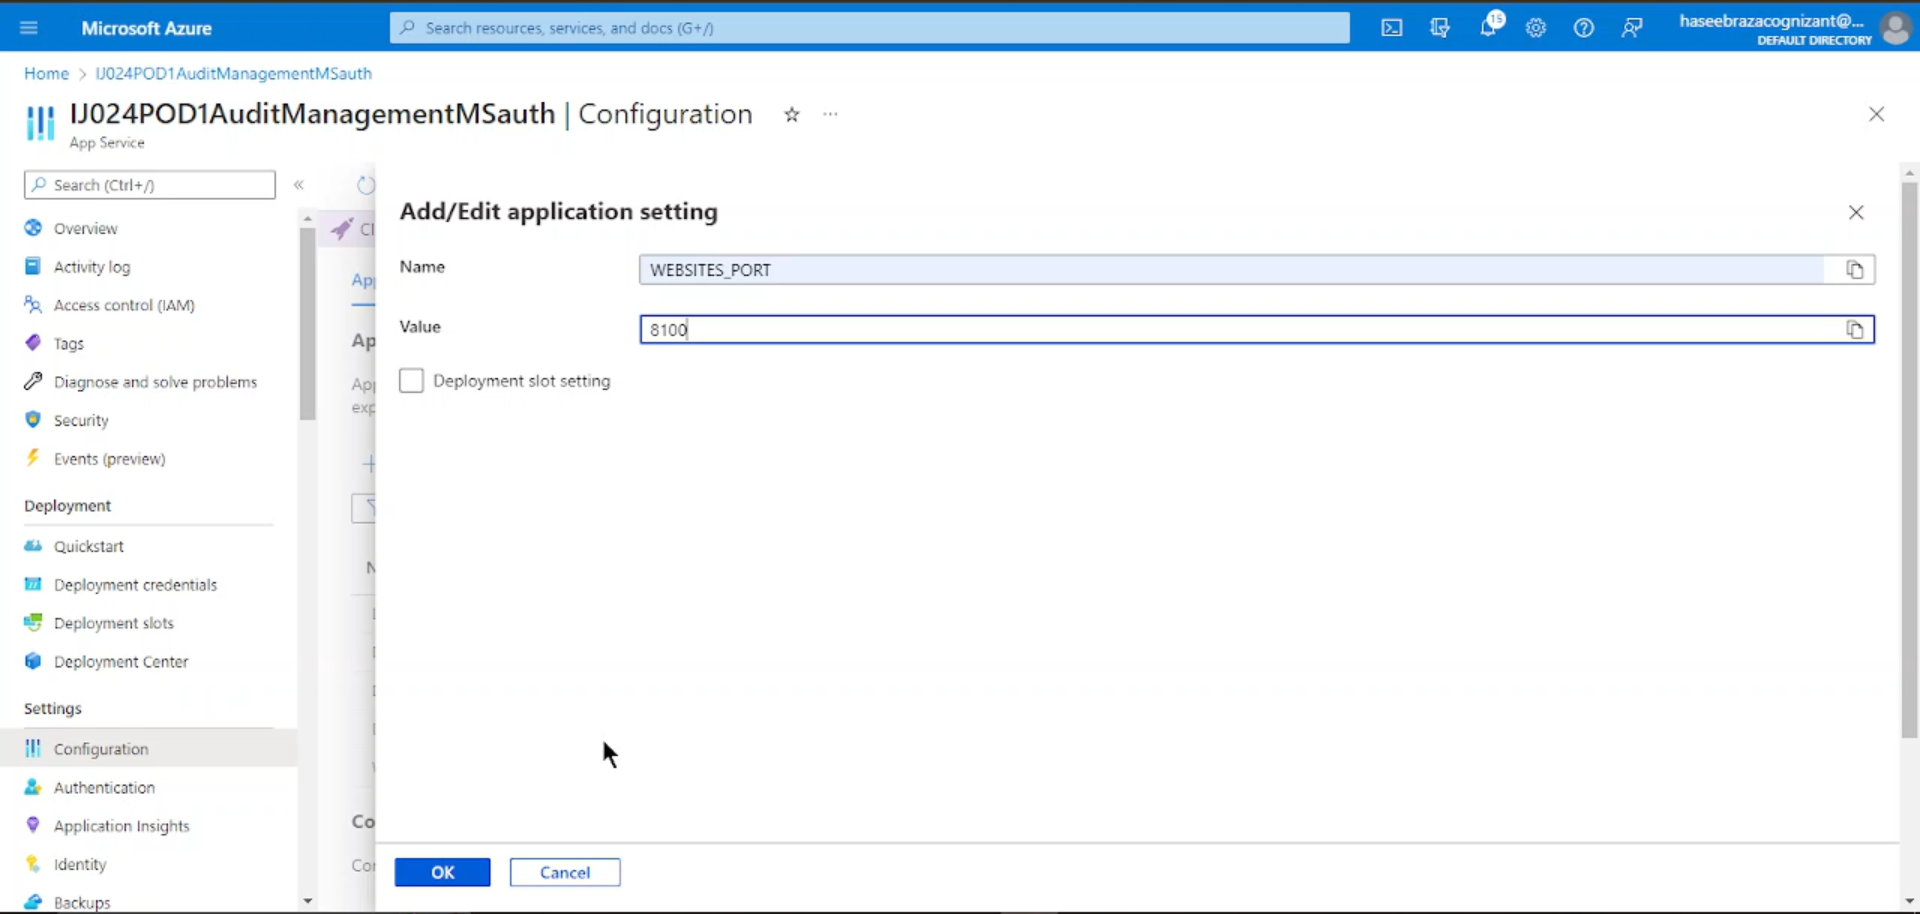 Microsoft Azure
Search resources, services, and docs (G+/)
15
haseebrazacognizant@...
DEFAULT DIRECTORY
Home > IJ024POD1AuditManagementMSauth
IJ024POD1AuditManagementMSauth | Configuration
App Service
Search (Ctrl+/)
Overview
Activity log
Access control (IAM)
Tags
Diagnose and solve problems
Security
Events (preview)
Deployment
Quickstart
Deployment credentials
Deployment slots
Deployment Center
Settings
Configuration
Authentication
Application Insights
Identity
Backups
Add/Edit application setting
Name
WEBSITES_PORT
Value
8100
Deployment slot setting
OK
Cancel